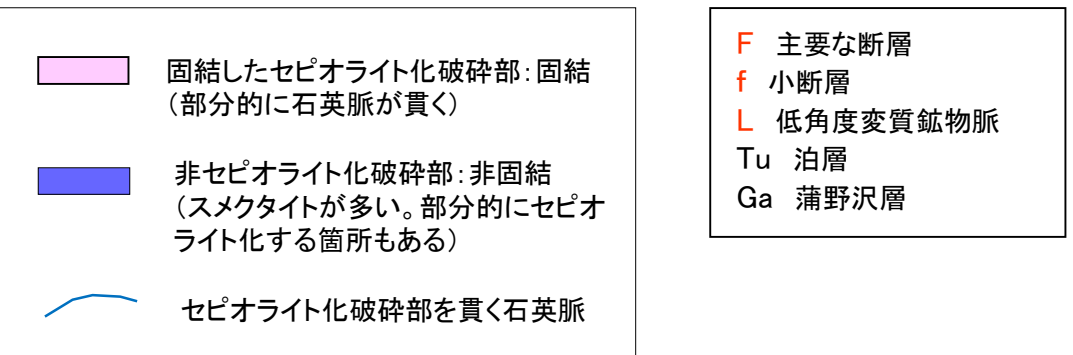 固結したセピオライト化破砕部：固結
（部分的に石英脈が貫く）
非セピオライト化破砕部：非固結
（スメクタイトが多い。部分的にセピオ
ライト化する箇所もある）
セピオライト化破砕部を貫く石英脈
F 主要な断層
f 小断層
L 低角度変質鉱物脈
Tu 泊層
Ga 蒲野沢層